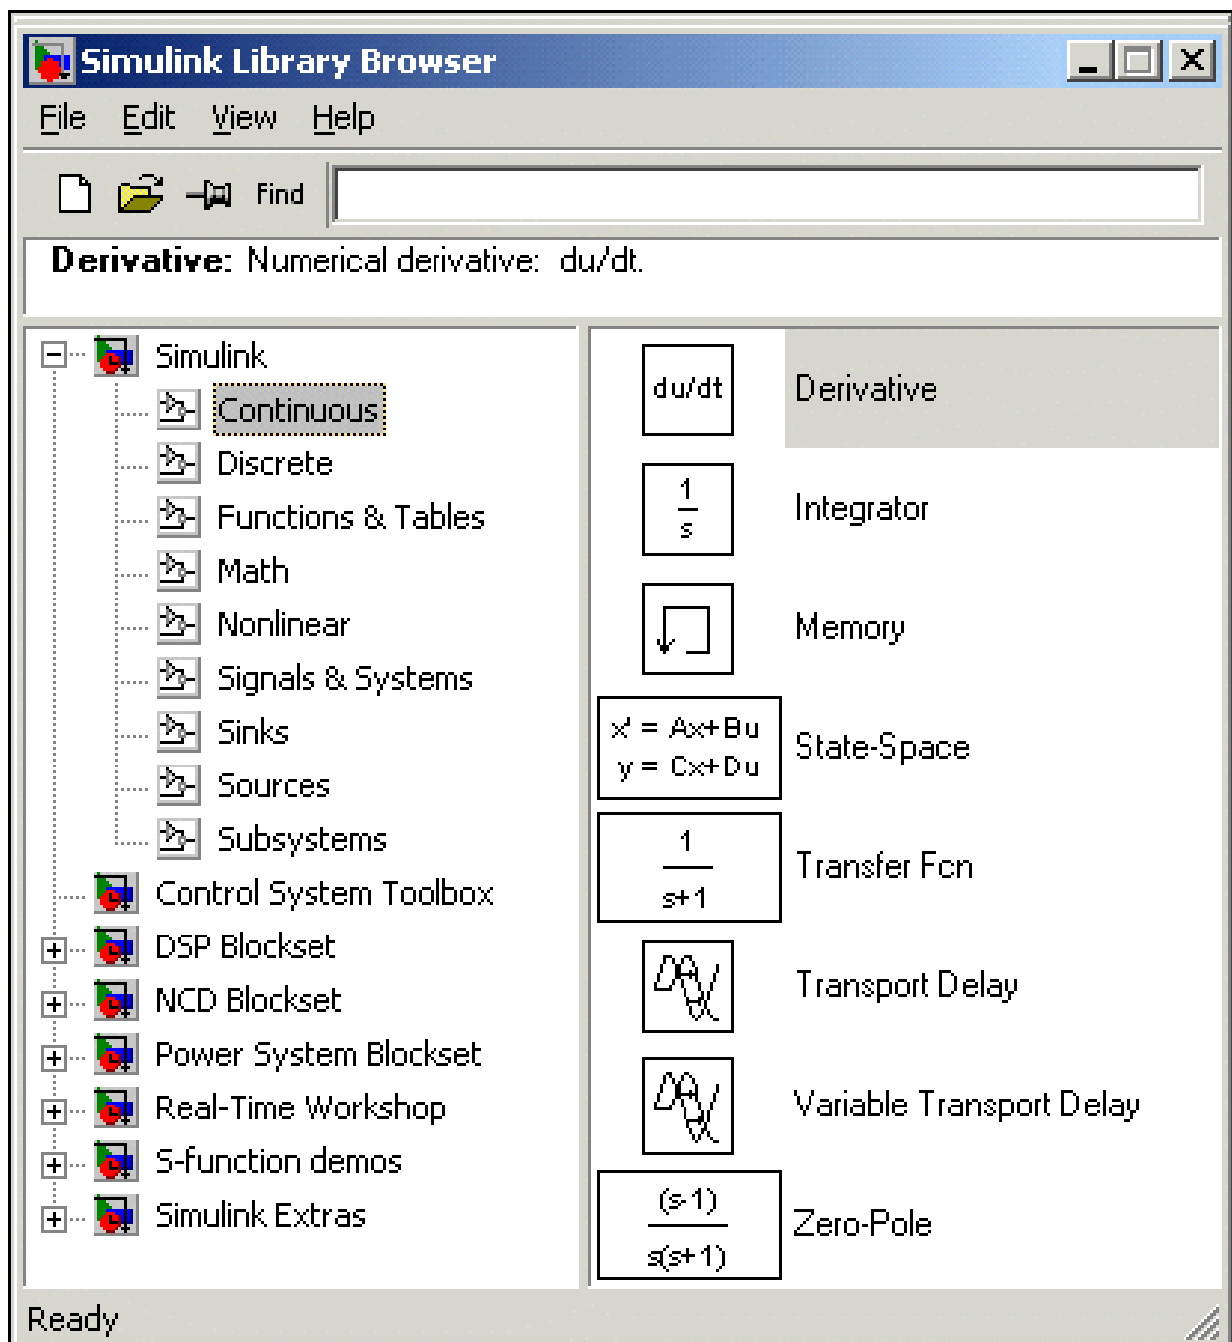 Simulink Library Browser
File Edit View Help
Find
Derivative: Numerical derivative: du/dt.
Simulink
Continuous
Discrete
Functions & Tables
Math
Nonlinear
Signals & Systems
Sinks
Sources
Subsystems
Control System Toolbox
DSP Blockset
NCD Blockset
Power System Blockset
Real-Time Workshop
S-function demos
Simulink Extras
du/dt Derivative
1
s
Integrator
Memory
x' = Ax+Bu
y = Cx+Du
State-Space
1
s+1
Transfer Fcn
Transport Delay
Variable Transport Delay
(s-1)
s(s+1)
Zero-Pole
Ready